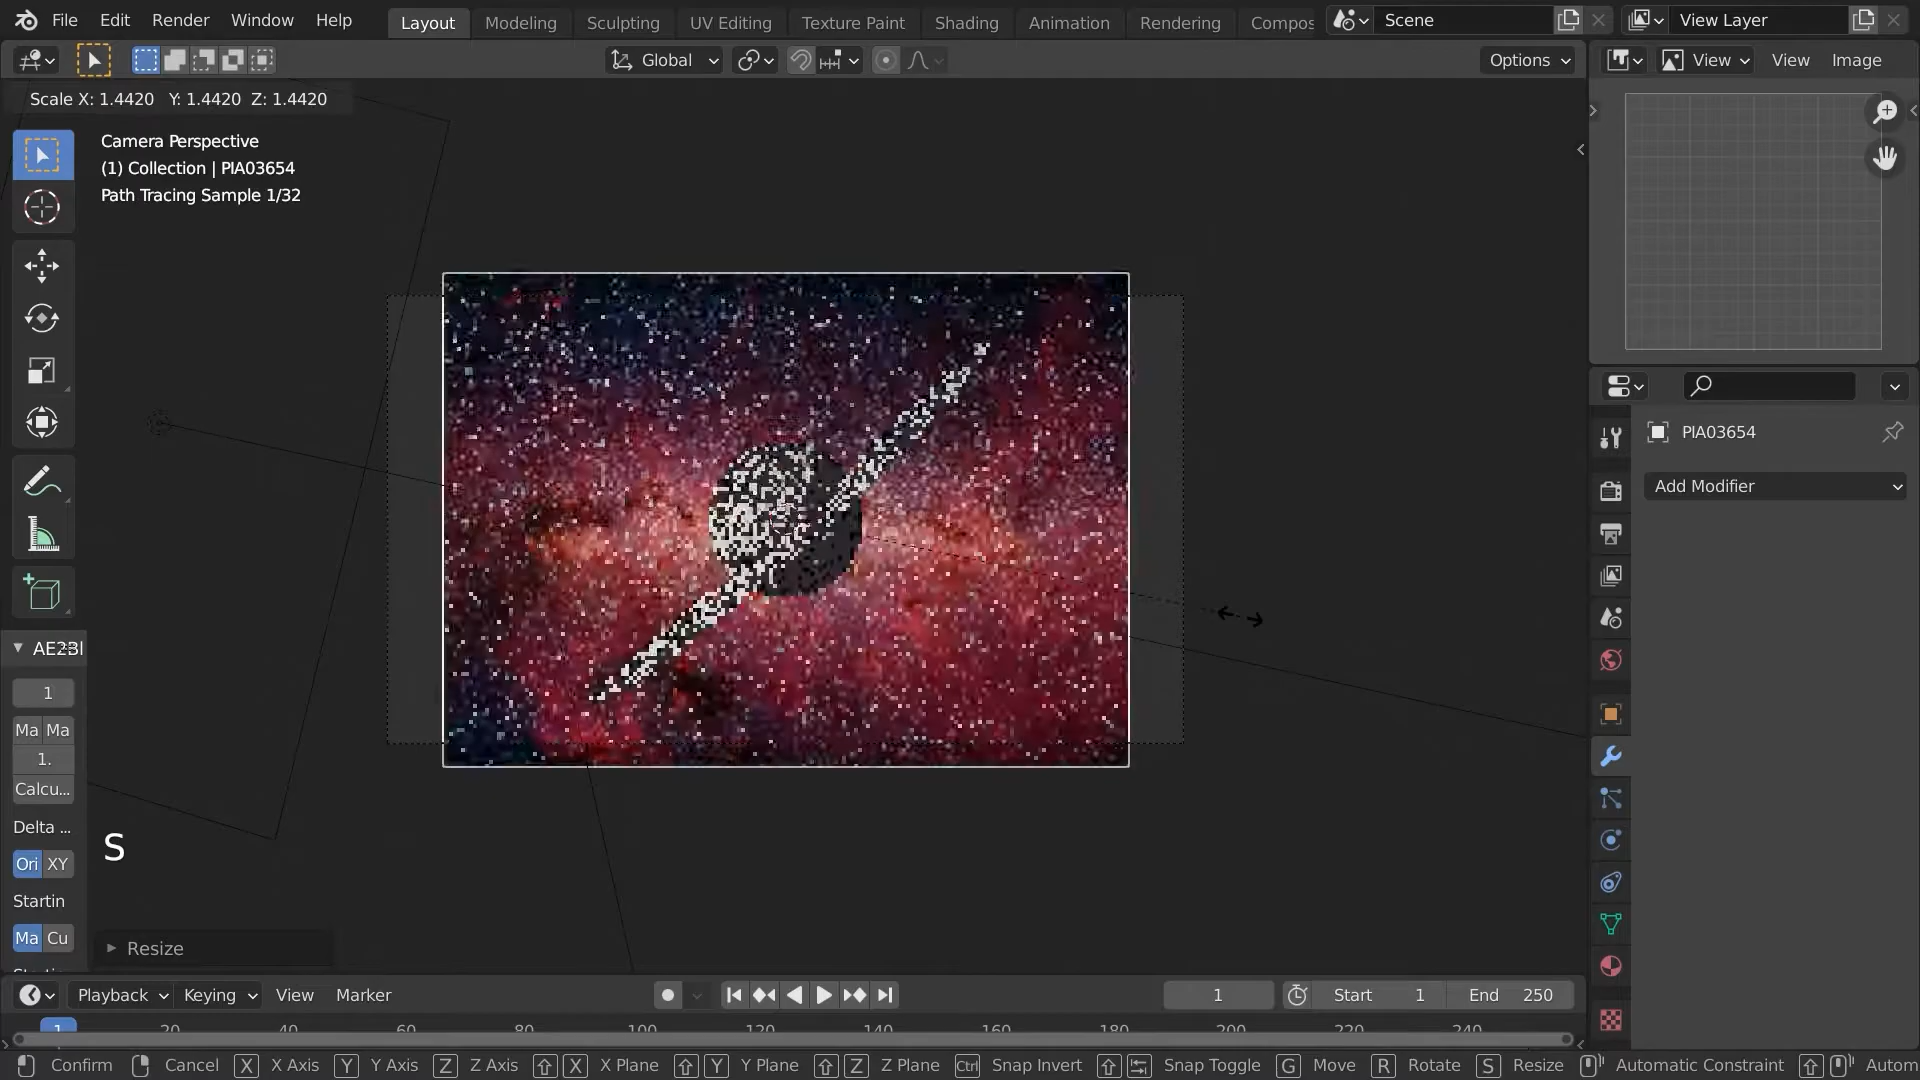 File Edit Render Window Help Layout Modeling Sculpting UV Editing Texture Paint Shading Animation Rendering Compos Scene View Layer
Global Options View View Image
Scale X: 1.4420 Y: 1.4420 Z: 1.4420
Camera Perspective
(1) Collection | PIA03654
Path Tracing Sample 1/32
PIA03654
Add Modifier
1
Ma Ma
1.
Calcu...
Delta ...
Ori XY
Startin
Ma Cu
S
Resize
Playback Keying View Marker 1 Start 1 End 250
1 20 40 60 80 100 120 140 160 180 200 220 240
Confirm Cancel X X Axis Y Y Axis Z Z Axis X X Plane Y Y Plane Z Z Plane Ctrl Snap Invert Snap Toggle G Move R Rotate S Resize Automatic Constraint Autom